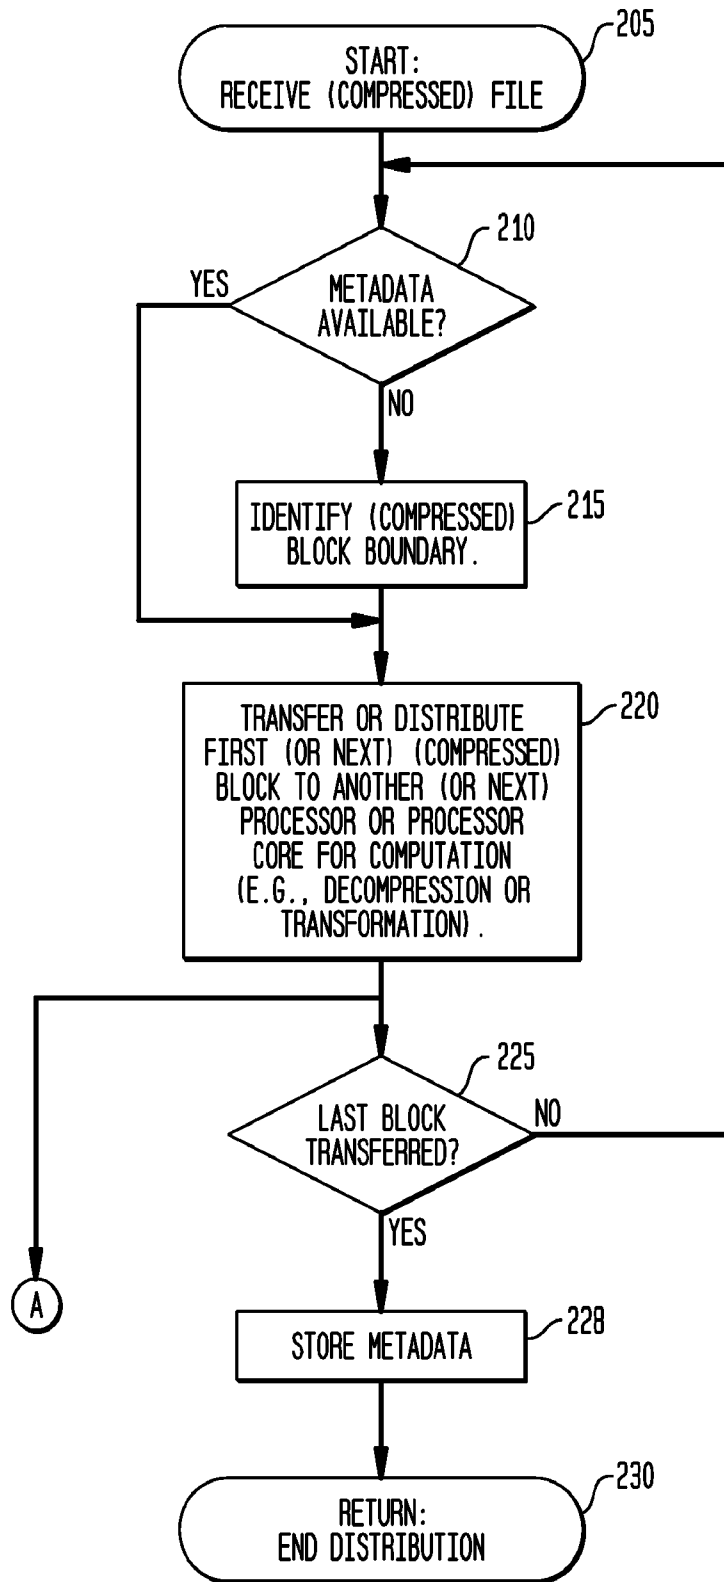 205
START:
RECEIVE (COMPRESSED) FILE
210
YES
METADATA
AVAILABLE?
NO
215
IDENTIFY (COMPRESSED)
BLOCK BOUNDARY.
220
TRANSFER OR DISTRIBUTE
FIRST (OR NEXT) (COMPRESSED)
BLOCK TO ANOTHER (OR NEXT)
PROCESSOR OR PROCESSOR
CORE FOR COMPUTATION
(E.G., DECOMPRESSION OR
TRANSFORMATION).
225
LAST BLOCK
TRANSFERRED?
NO
YES
A
228
STORE METADATA
230
RETURN:
END DISTRIBUTION